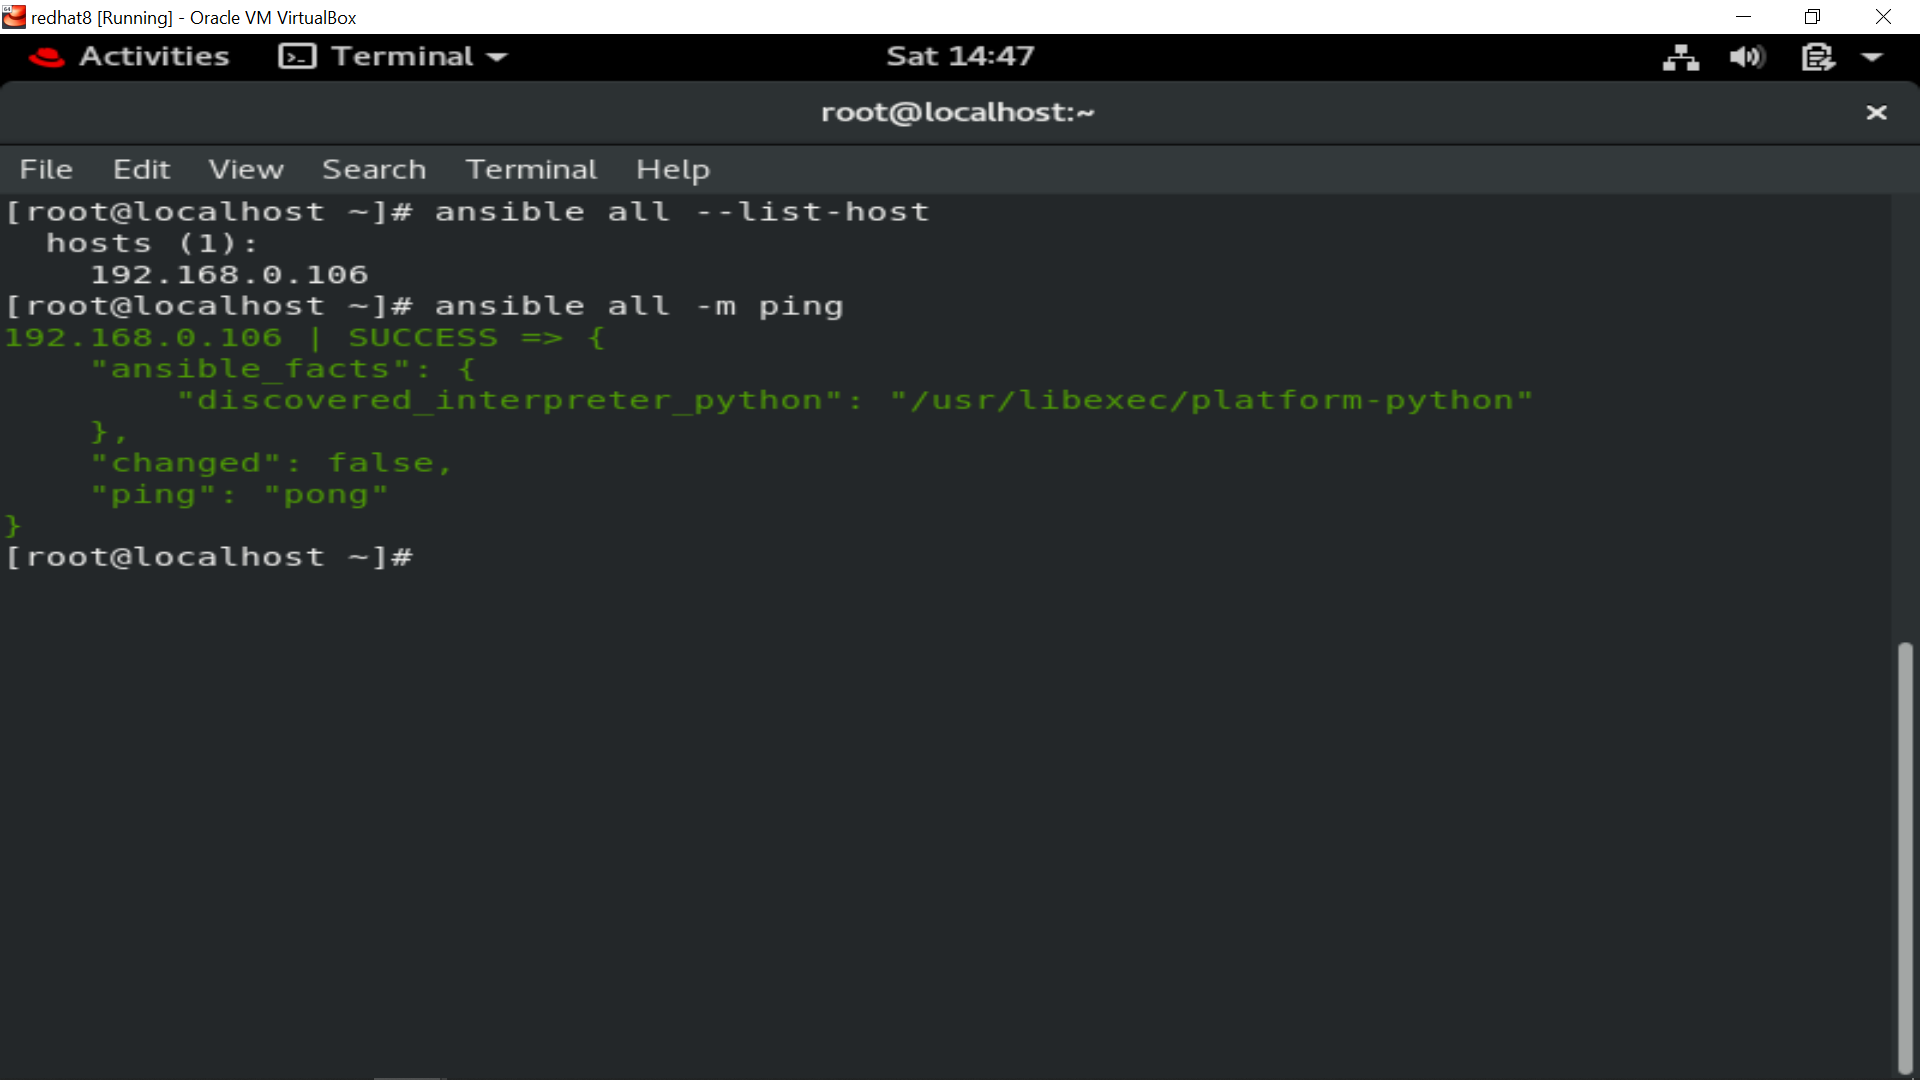 redhat8 [Running] - Oracle VM VirtualBox
Activities Terminal Sat 14:47
root@localhost:~
File Edit View Search Terminal Help
[root@localhost ~]# ansible all --list-host
  hosts (1):
    192.168.0.106
[root@localhost ~]# ansible all -m ping
192.168.0.106 | SUCCESS => {
    "ansible_facts": {
        "discovered_interpreter_python": "/usr/libexec/platform-python"
    },
    "changed": false,
    "ping": "pong"
}
[root@localhost ~]#